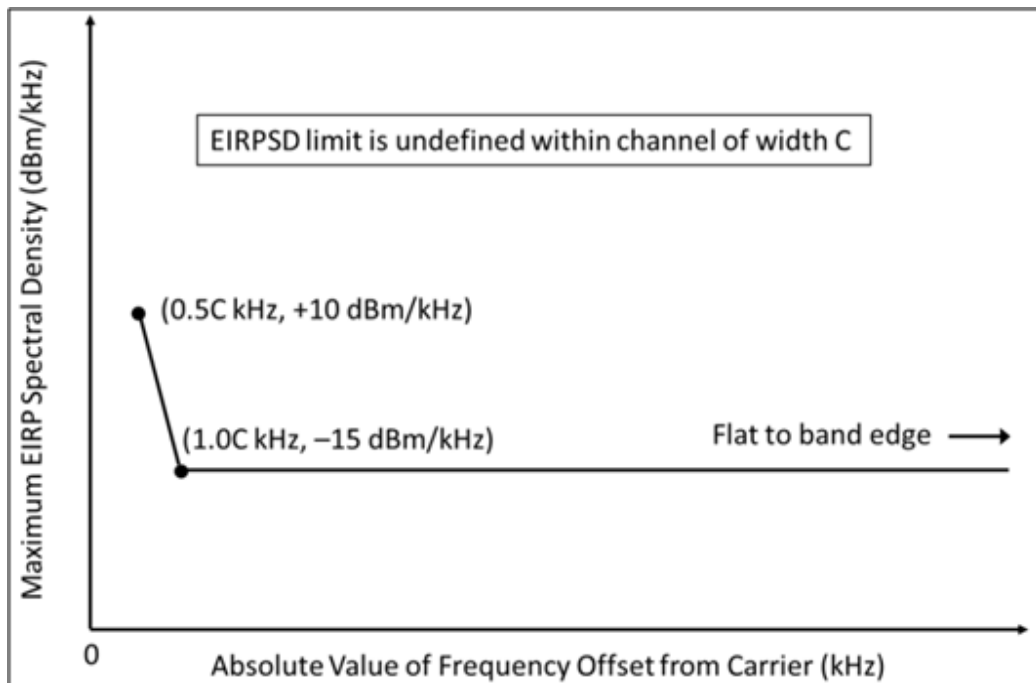 Maximum EIRP Spectral Density (dBm/kHz)
EIRPSD limit is undefined within channel of width C
(0.5C kHz, +10 dBm/kHz)
(1.0C kHz, –15 dBm/kHz)
Flat to band edge
0
Absolute Value of Frequency Offset from Carrier (kHz)